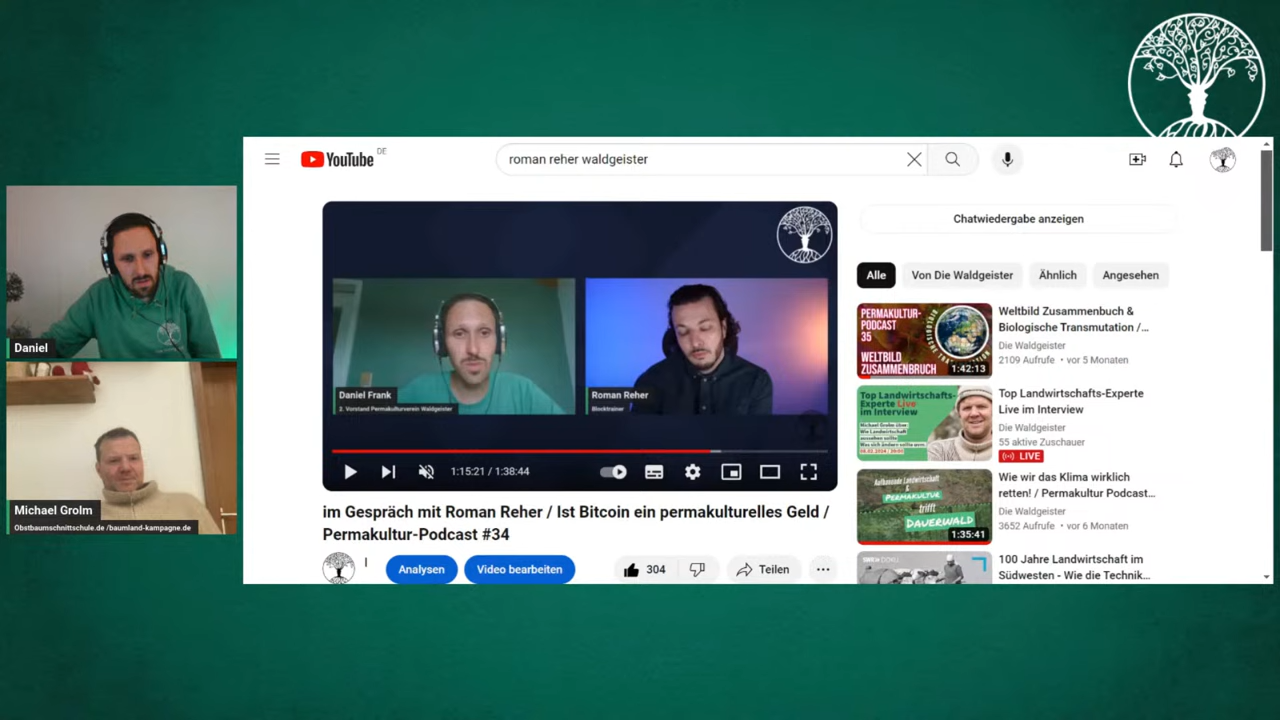 Daniel
Michael Grolm
Obstbaumschnittschule.de /baumland-kampagne.de
YouTube
DE
roman reher waldgeister
Daniel Frank
2. Vorstand Permakulturverein Waldgeister
Roman Reher
Blocktrainer
1:15:21 / 1:38:44
im Gespräch mit Roman Reher / Ist Bitcoin ein permakulturelles Geld /
Permakultur-Podcast #34
Analysen
Video bearbeiten
304
Teilen
Chatwiedergabe anzeigen
Alle
Von Die Waldgeister
Ähnlich
Angesehen
PERMAKULTUR-
PODCAST
35
WELTBILD
ZUSAMMENBRUCH
1:42:13
Weltbild Zusammenbuch &
Biologische Transmutation /...
Die Waldgeister
2109 Aufrufe • vor 5 Monaten
Top Landwirtschafts-
Experte Live
im Interview
Top Landwirtschafts-Experte
Live im Interview
Die Waldgeister
55 aktive Zuschauer
LIVE
Aufbauende Landwirtschaft
& PERMAKULTUR
trifft
DAUERWALD
1:35:41
Wie wir das Klima wirklich
retten! / Permakultur Podcast...
Die Waldgeister
3652 Aufrufe • vor 6 Monaten
100 Jahre Landwirtschaft im
Südwesten - Wie die Technik...